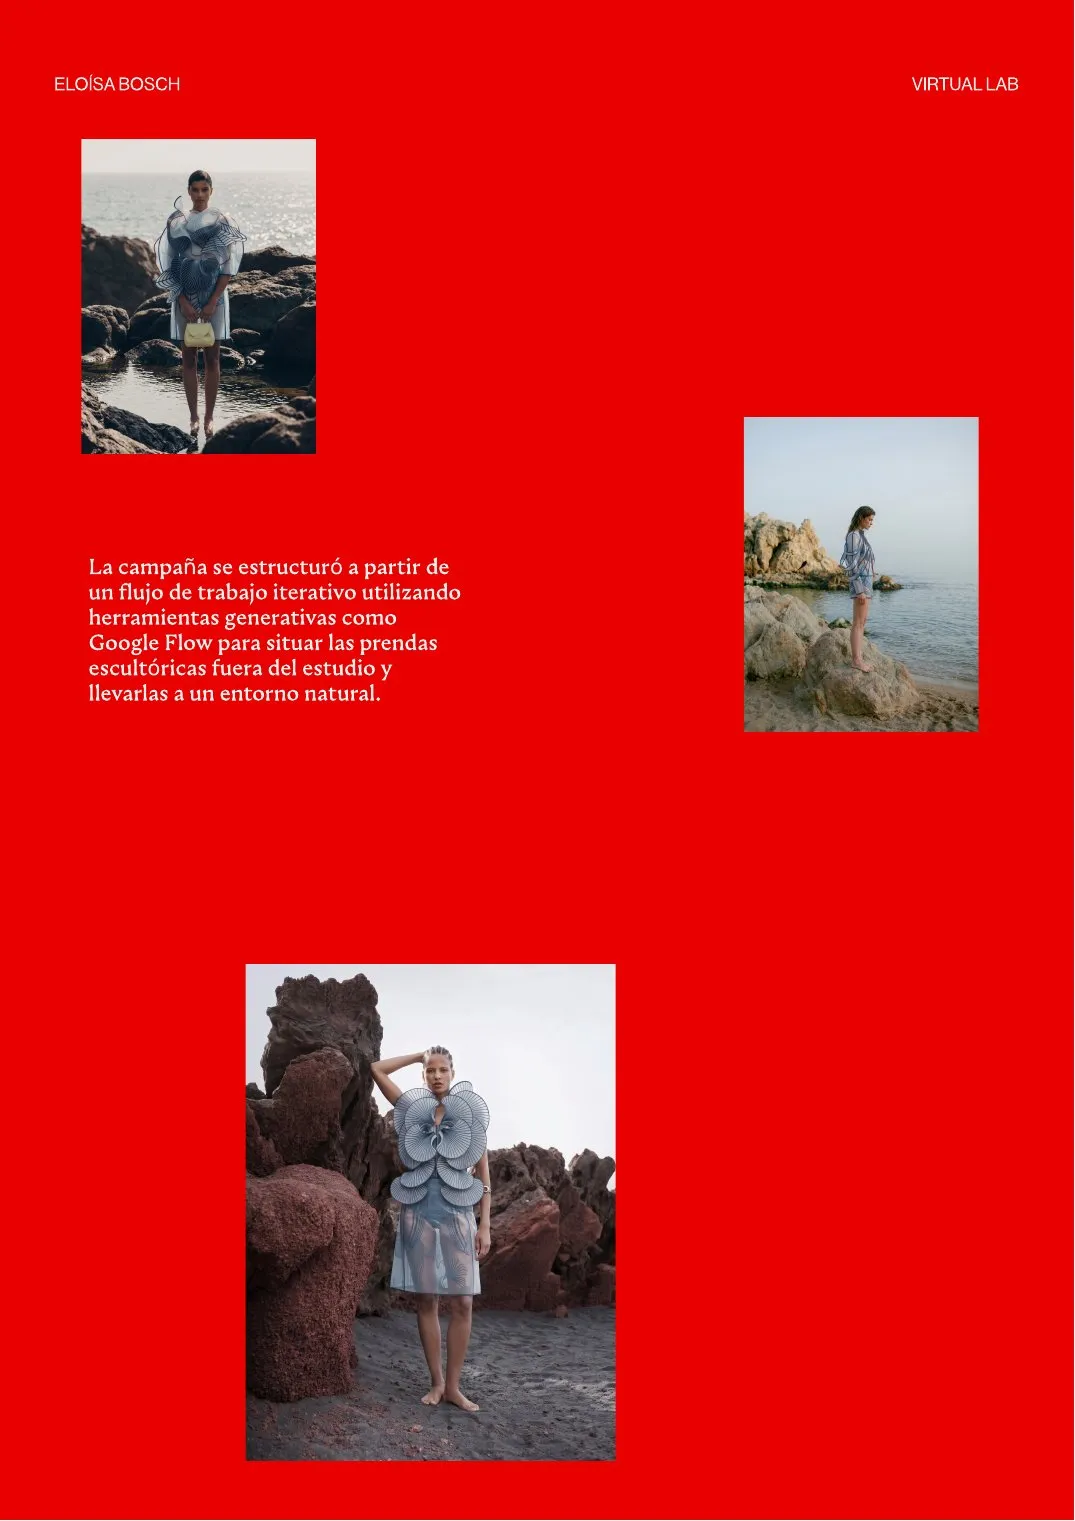 ELOÍSA BOSCH
VIRTUAL LAB
La campaña se estructuró a partir de
un flujo de trabajo iterativo utilizando
herramientas generativas como
Google Flow para situar las prendas
escultóricas fuera del estudio y
llevarlas a un entorno natural.